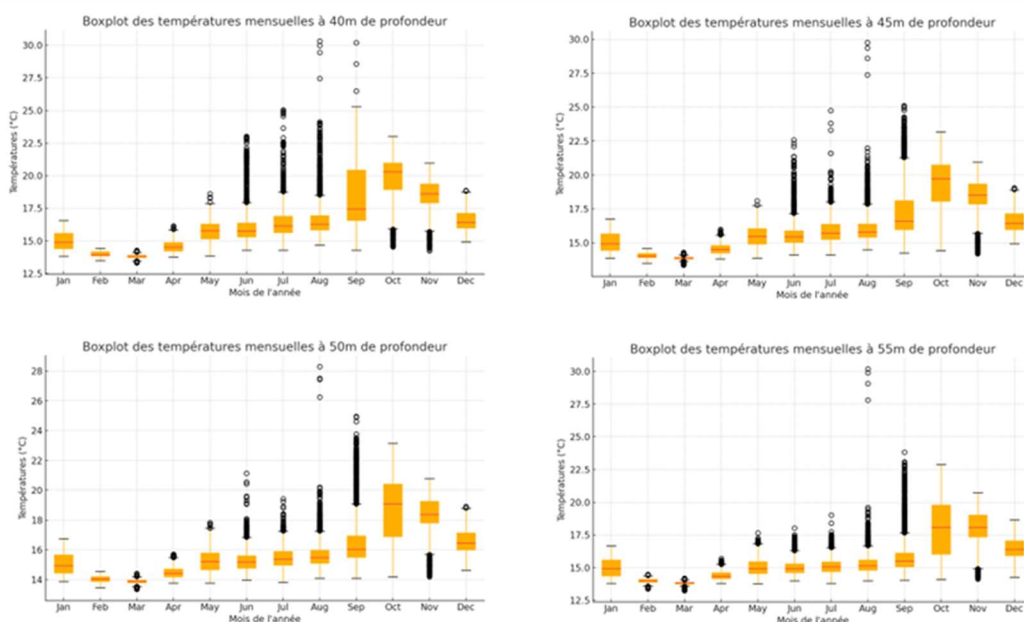 Boxplot des températures mensuelles à 40m de profondeur
30.0
27.5
25.0
22.5
20.0
17.5
15.0
12.5
Températures (°C)
Jan Feb Mar Apr May Jun Jul Aug Sep Oct Nov Dec
Mois de l'année
Boxplot des températures mensuelles à 45m de profondeur
30.0
27.5
25.0
22.5
20.0
17.5
15.0
Températures (°C)
Jan Feb Mar Apr May Jun Jul Aug Sep Oct Nov Dec
Mois de l'année
Boxplot des températures mensuelles à 50m de profondeur
28
26
24
22
20
18
16
14
Températures (°C)
Jan Feb Mar Apr May Jun Jul Aug Sep Oct Nov Dec
Mois de l'année
Boxplot des températures mensuelles à 55m de profondeur
30.0
27.5
25.0
22.5
20.0
17.5
15.0
12.5
Températures (°C)
Jan Feb Mar Apr May Jun Jul Aug Sep Oct Nov Dec
Mois de l'année